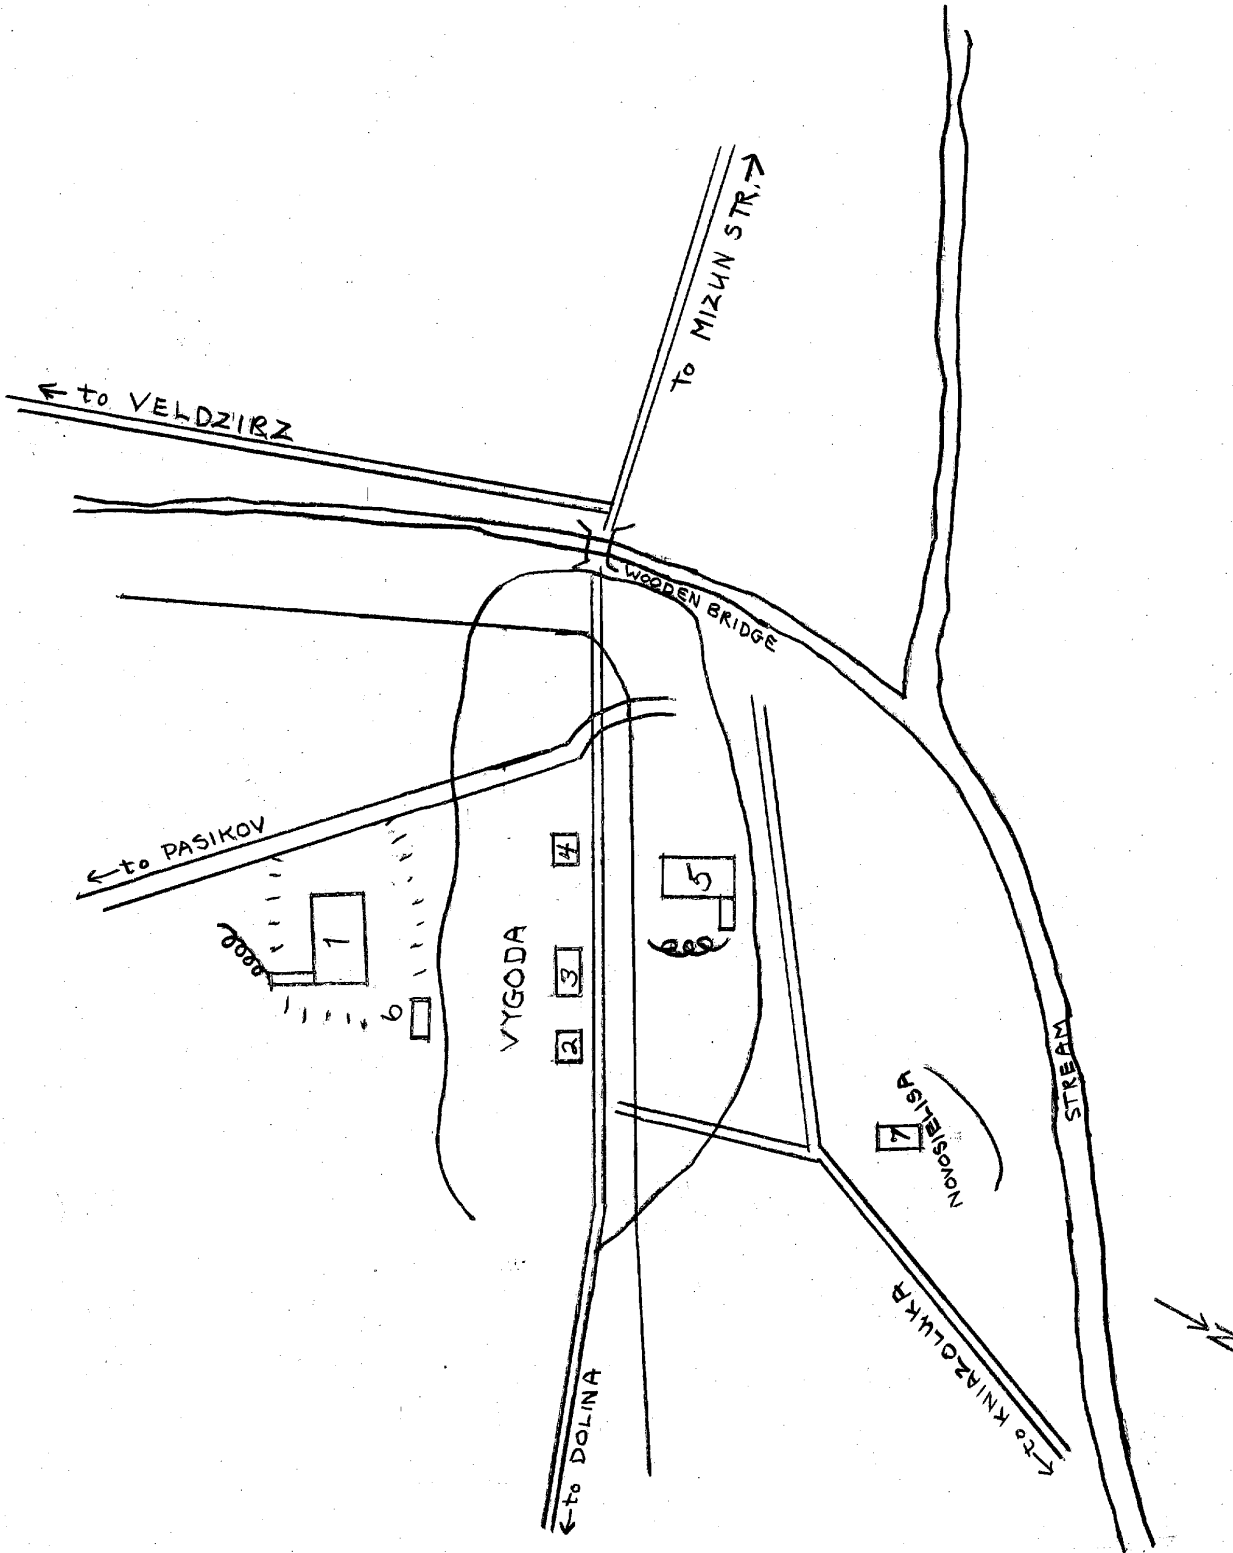 to MIZUN STR.
to VELDZIRZ
WOODEN BRIDGE
to PASIKOV
4
5
1
VYGODA
3
6
2
STREAM
7
NOVOSIELISA
to KNIAZOLUKA
to DOLINA
N